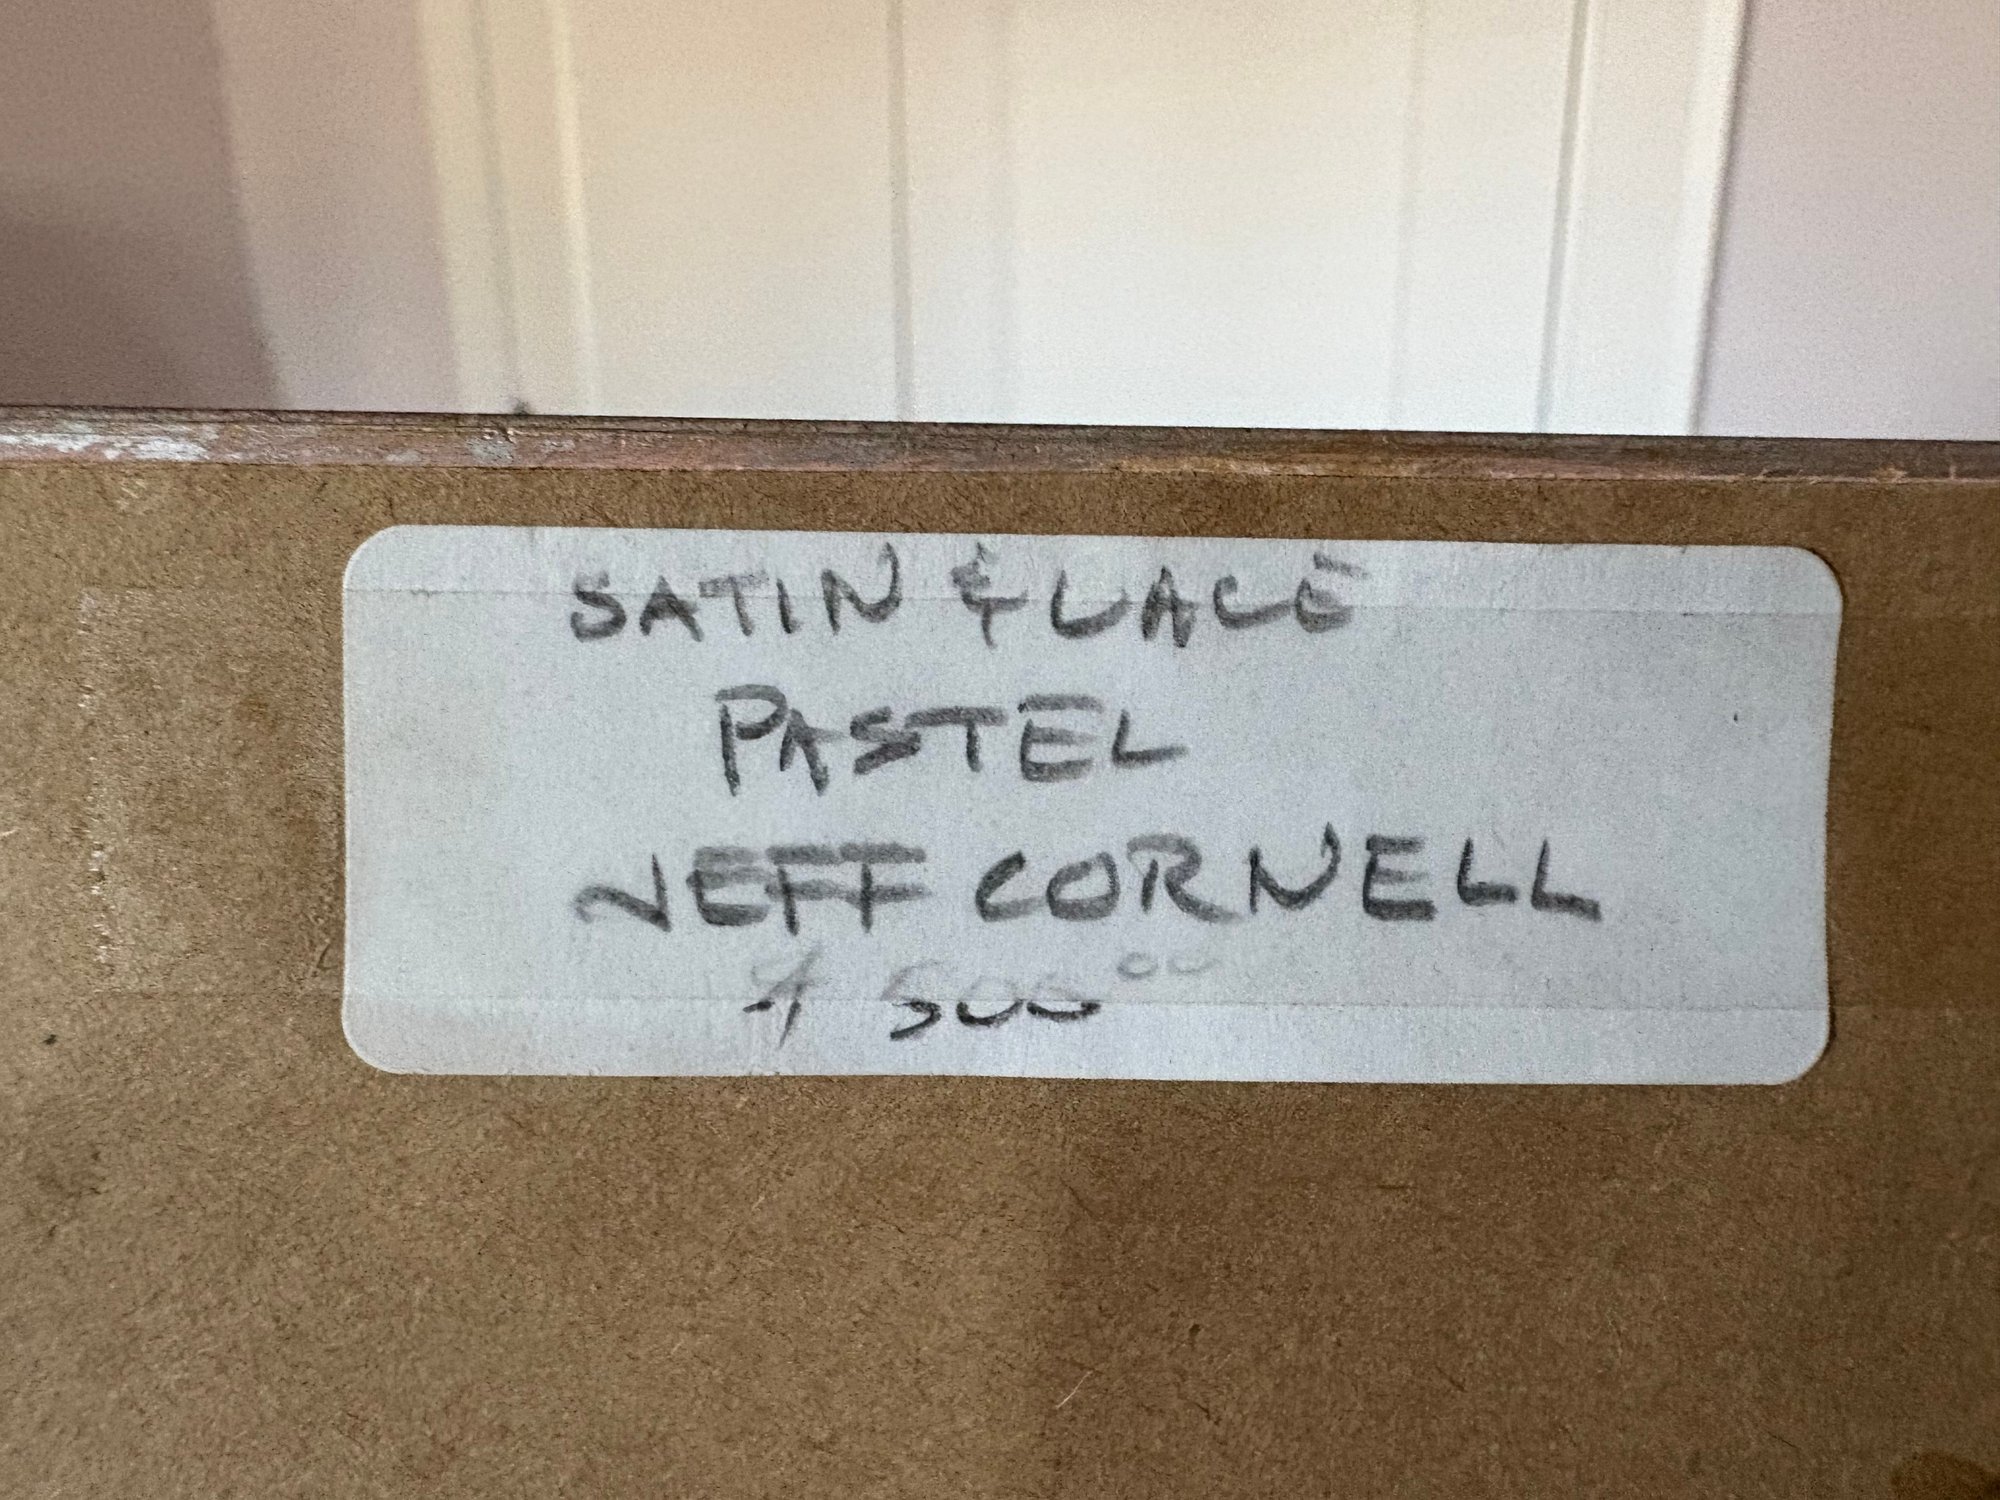 SATIN & LACE
PASTEL
JEFF CORNELL
$ 500.00